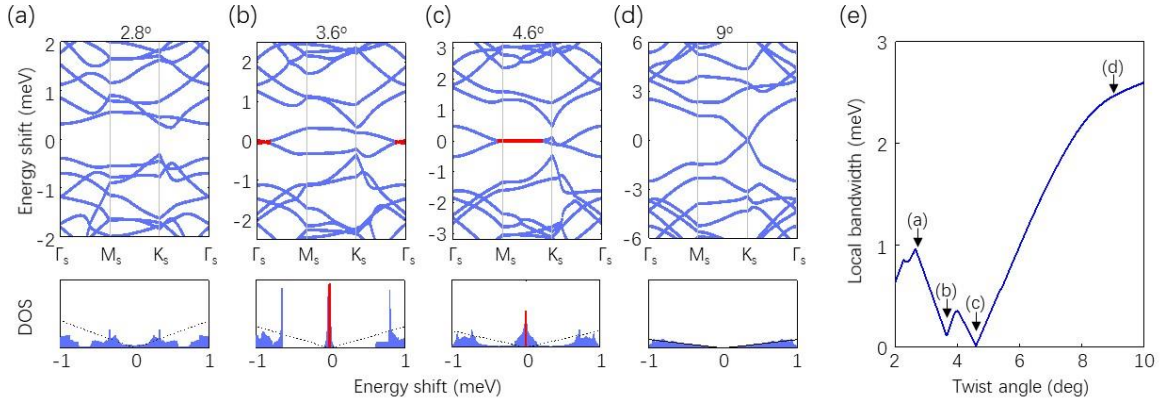 (a) (b) (c) (d) (e)
2.8° 3.6° 4.6° 9°
Energy shift (meV)
2
1
0
-1
-2
2
1
0
-1
-2
3
2
1
0
-1
-2
-3
6
3
0
-3
-6
Γs Ms Ks Γs Γs Ms Ks Γs Γs Ms Ks Γs Γs Ms Ks Γs
DOS
-1 0 1 -1 0 1 -1 0 1 -1 0 1
Energy shift (meV)
Local bandwidth (meV)
3
2
1
0
(a)
(b)
(c)
(d)
2 4 6 8 10
Twist angle (deg)